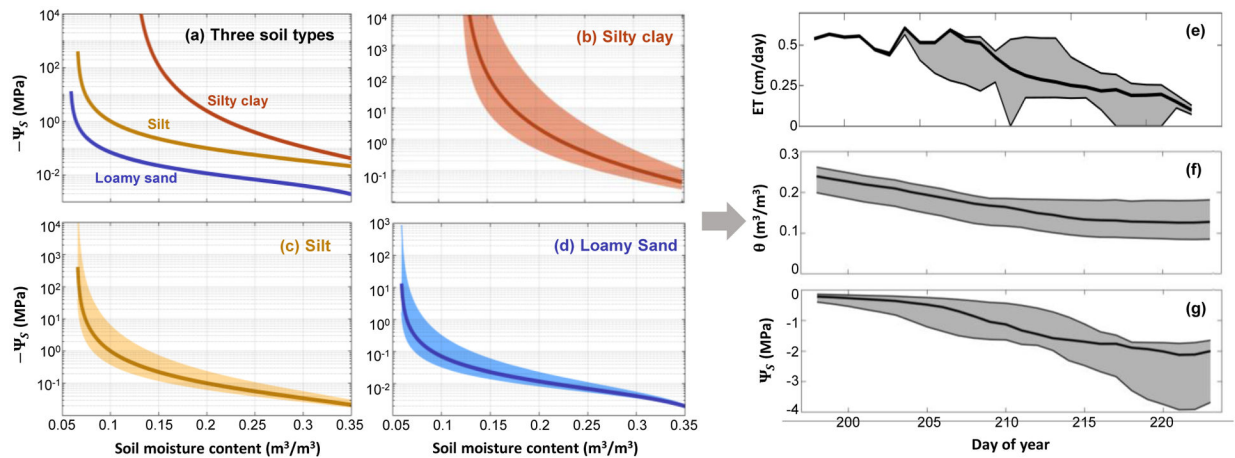 (a) Three soil types
Silty clay
Silt
Loamy sand
−Ψ_S (MPa)
10^4
10^2
10^0
10^-2
(b) Silty clay
10^4
10^3
10^2
10^1
10^0
10^-1
(c) Silt
−Ψ_S (MPa)
10^4
10^3
10^2
10^1
10^0
10^-1
0.05 0.1 0.15 0.2 0.25 0.3 0.35
Soil moisture content (m³/m³)
(d) Loamy Sand
10^3
10^2
10^1
10^0
10^-1
10^-2
0.05 0.1 0.15 0.2 0.25 0.3 0.35
Soil moisture content (m³/m³)
(e)
ET (cm/day)
0.5
0.25
0
(f)
θ (m³/m³)
0.3
0.2
0.1
0
(g)
Ψ_S (MPa)
0
-1
-2
-3
-4
200 205 210 215 220
Day of year